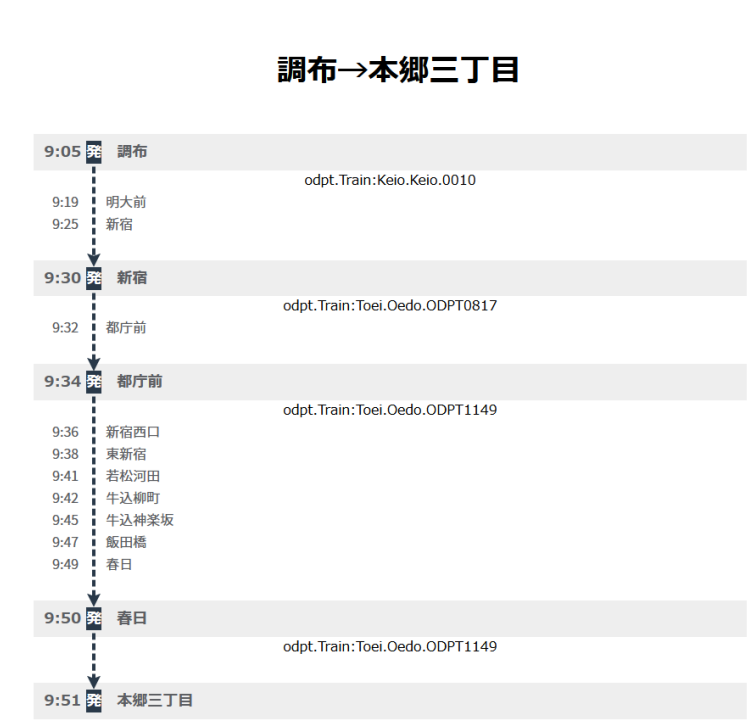 調布→本郷三丁目
9:05 発 調布
odpt.Train:Keio.Keio.0010
9:19 明大前
9:25 新宿
9:30 発 新宿
odpt.Train:Toei.Oedo.ODPT0817
9:32 都庁前
9:34 発 都庁前
odpt.Train:Toei.Oedo.ODPT1149
9:36 新宿西口
9:38 東新宿
9:41 若松河田
9:42 牛込柳町
9:45 牛込神楽坂
9:47 飯田橋
9:49 春日
9:50 発 春日
odpt.Train:Toei.Oedo.ODPT1149
9:51 発 本郷三丁目